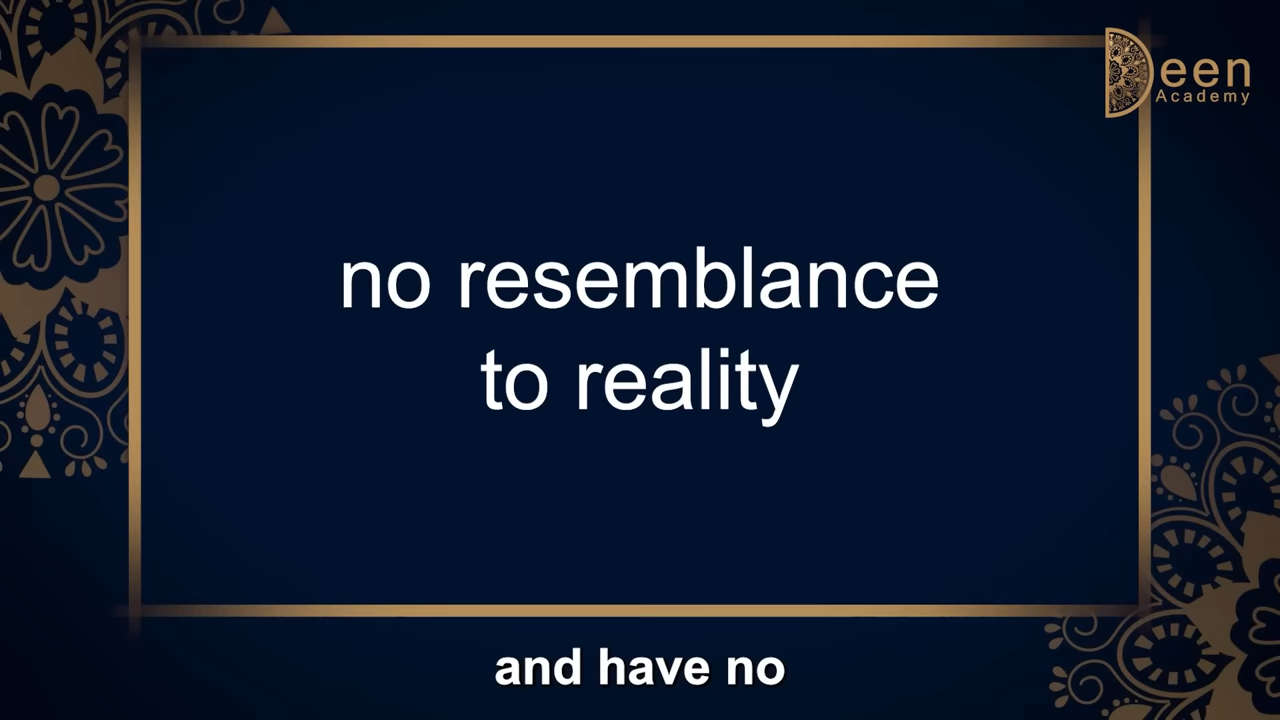 Deen
Academy
no resemblance
to reality
and have no